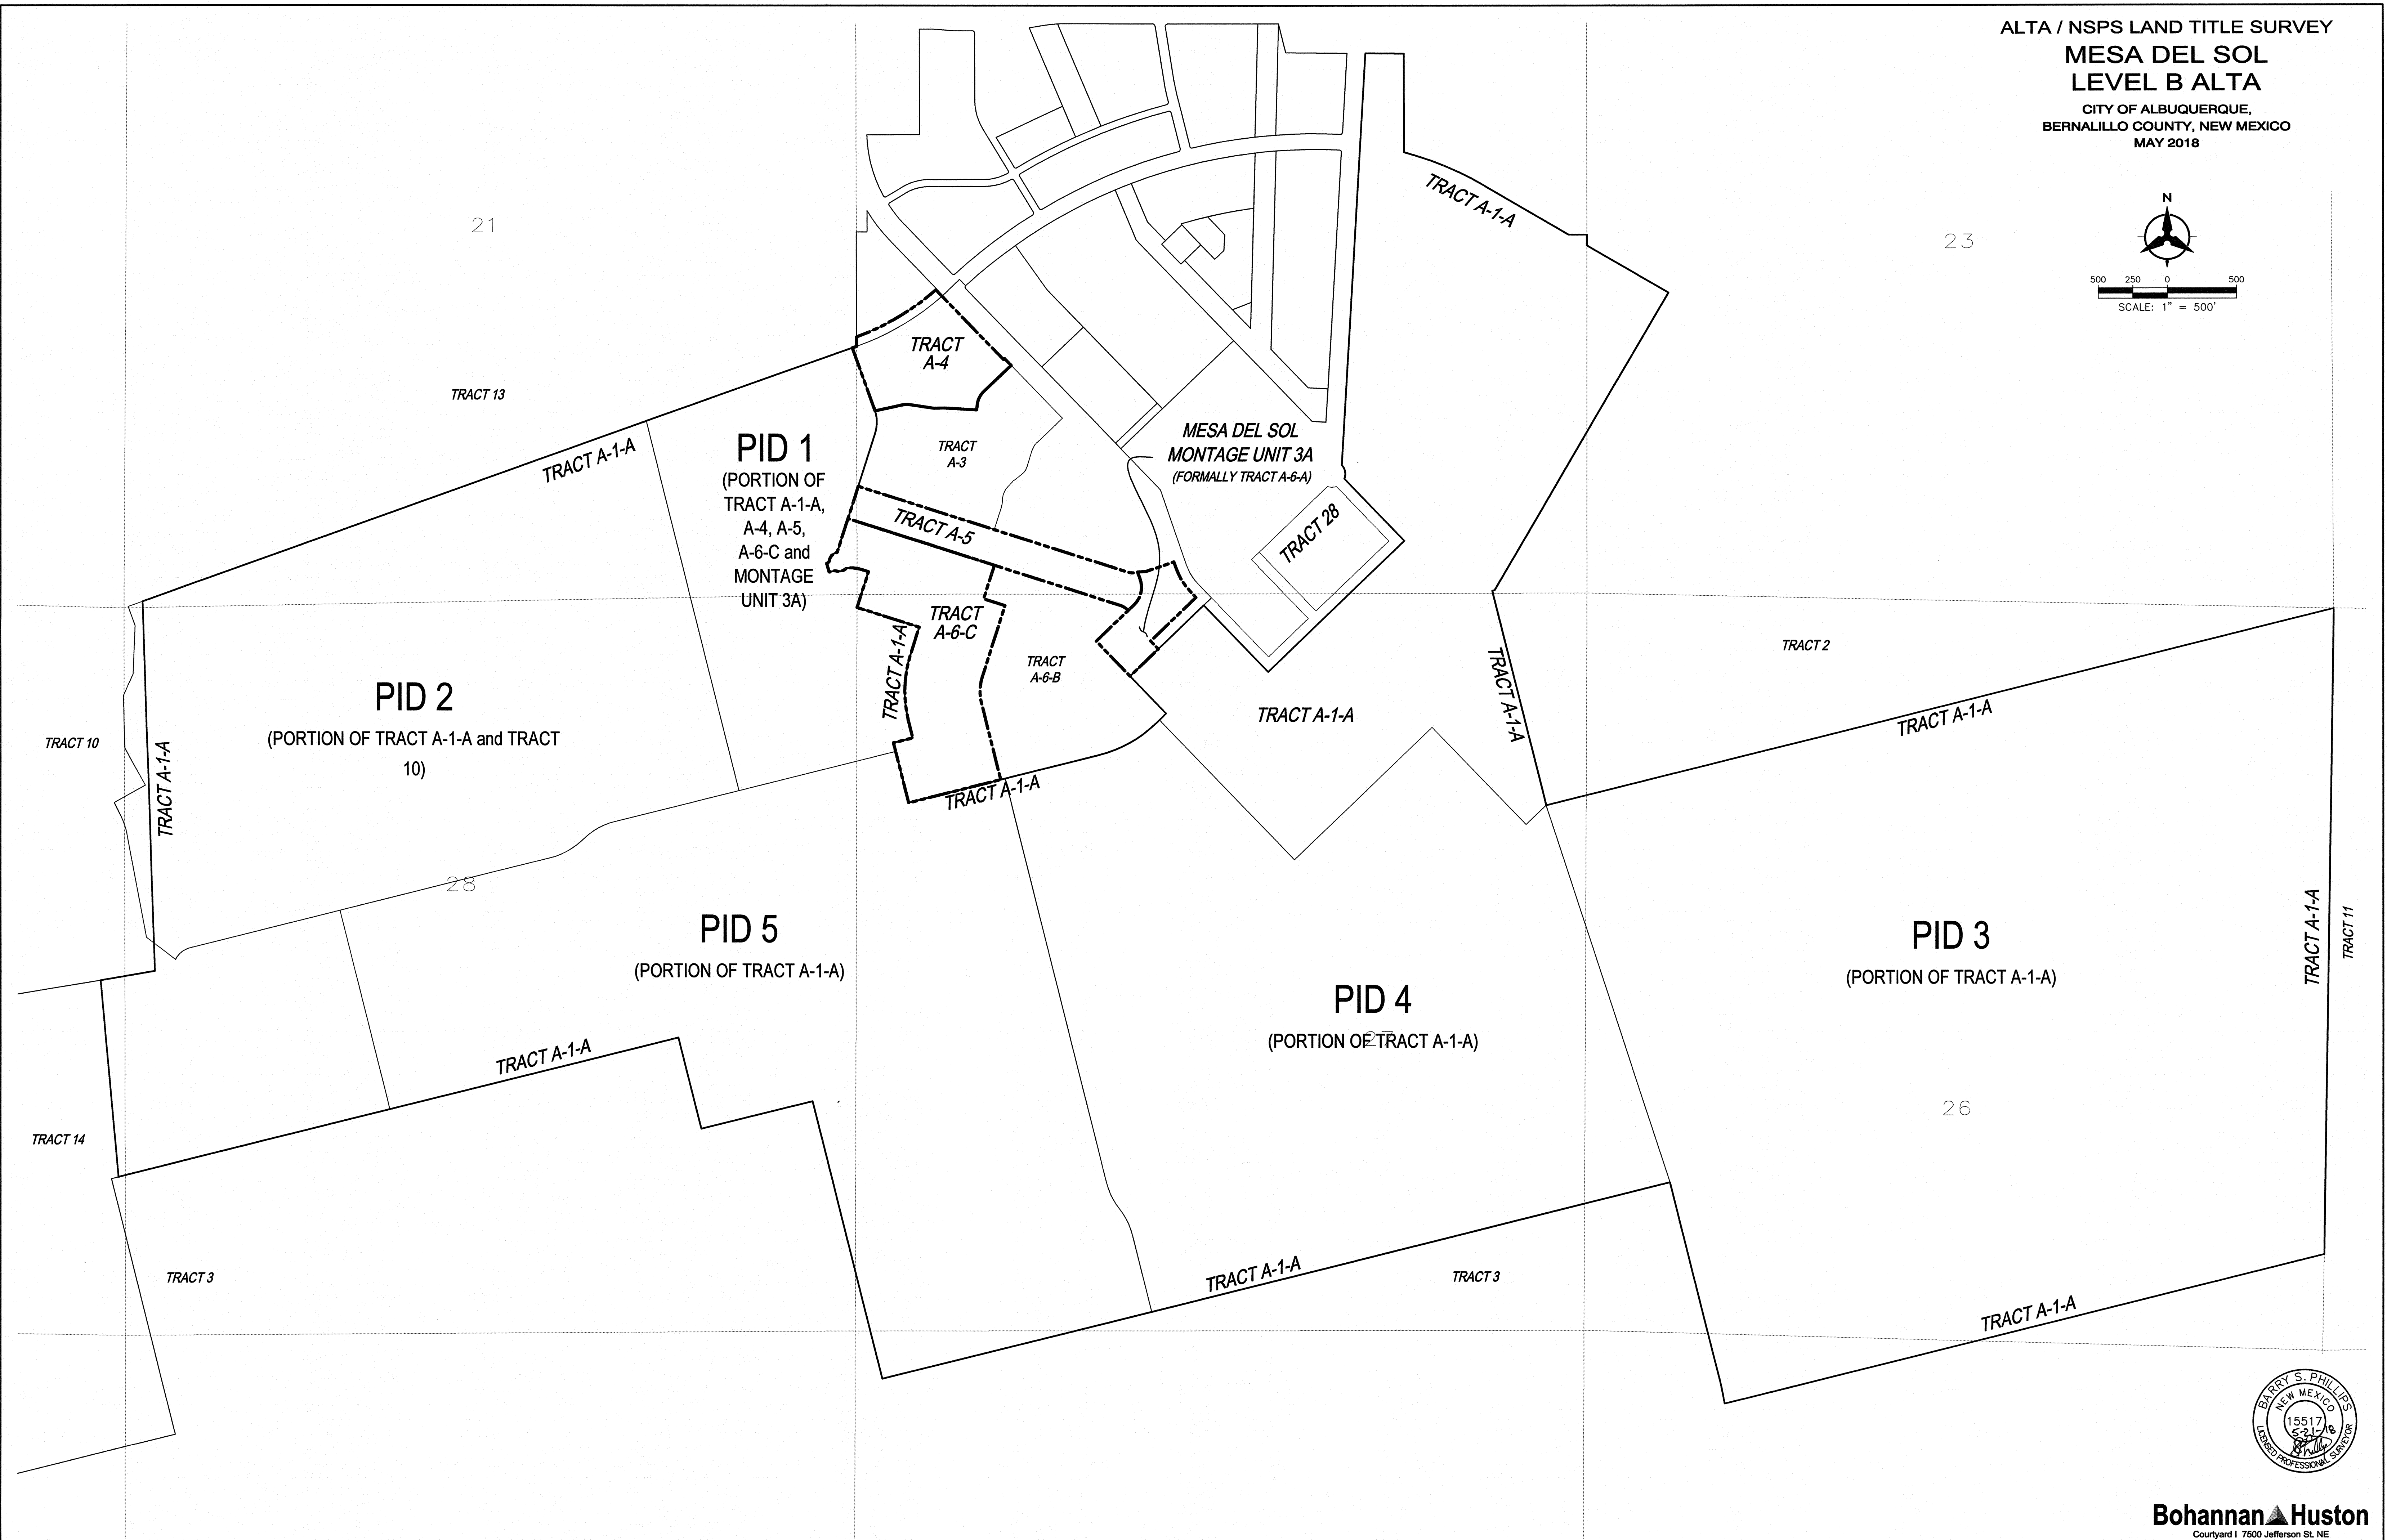 ALTA / NSPS LAND TITLE SURVEY
MESA DEL SOL
LEVEL B ALTA
CITY OF ALBUQUERQUE,
BERNALILLO COUNTY, NEW MEXICO
MAY 2018
N
500 250 0 500
SCALE: 1" = 500'
21
23
TRACT A-1-A
TRACT 13
TRACT
A-4
TRACT A-1-A
PID 1
(PORTION OF
TRACT A-1-A,
A-4, A-5,
A-6-C and
MONTAGE
UNIT 3A)
TRACT
A-3
MESA DEL SOL
MONTAGE UNIT 3A
(FORMALLY TRACT A-6-A)
TRACT A-5
TRACT 28
TRACT
A-6-C
TRACT A-1-A
TRACT
A-6-B
TRACT 2
PID 2
(PORTION OF TRACT A-1-A and TRACT
10)
TRACT 10
TRACT A-1-A
TRACT A-1-A
TRACT A-1-A
TRACT A-1-A
TRACT A-1-A
28
PID 5
(PORTION OF TRACT A-1-A)
PID 4
(PORTION OF TRACT A-1-A)
27
PID 3
(PORTION OF TRACT A-1-A)
TRACT A-1-A
TRACT 11
TRACT A-1-A
26
TRACT 14
TRACT 3
TRACT A-1-A
TRACT 3
TRACT A-1-A
BARRY S. PHILLIPS
NEW MEXICO
15517
5-21-18
LICENSED PROFESSIONAL SURVEYOR
Bohannan Huston
Courtyard I 7500 Jefferson St. NE